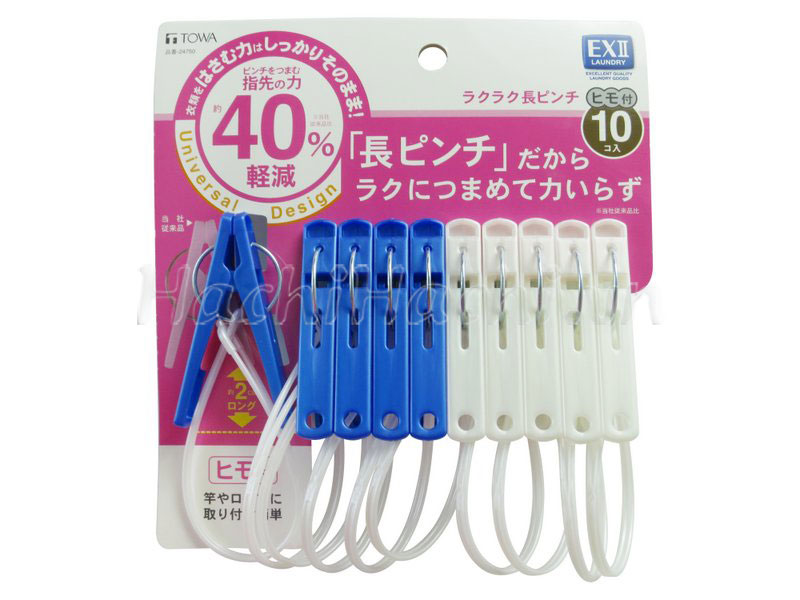 TOWA
品番-24760
EXⅡ
LAUNDRY
EXCELLENT QUALITY
LAUNDRY GOODS
衣類をはさむ力はしっかりそのまま!
ピンチをつまむ
指先の力
約
40%
※当社
従来品比
軽減
Universal Design
ラクラク長ピンチ
ヒモ付
10
コ入
「長ピンチ」だから
ラクにつまめて力いらず
※当社従来品比
当社
従来品
約2
ロング
ヒモ
竿やロ に
取り付 簡単